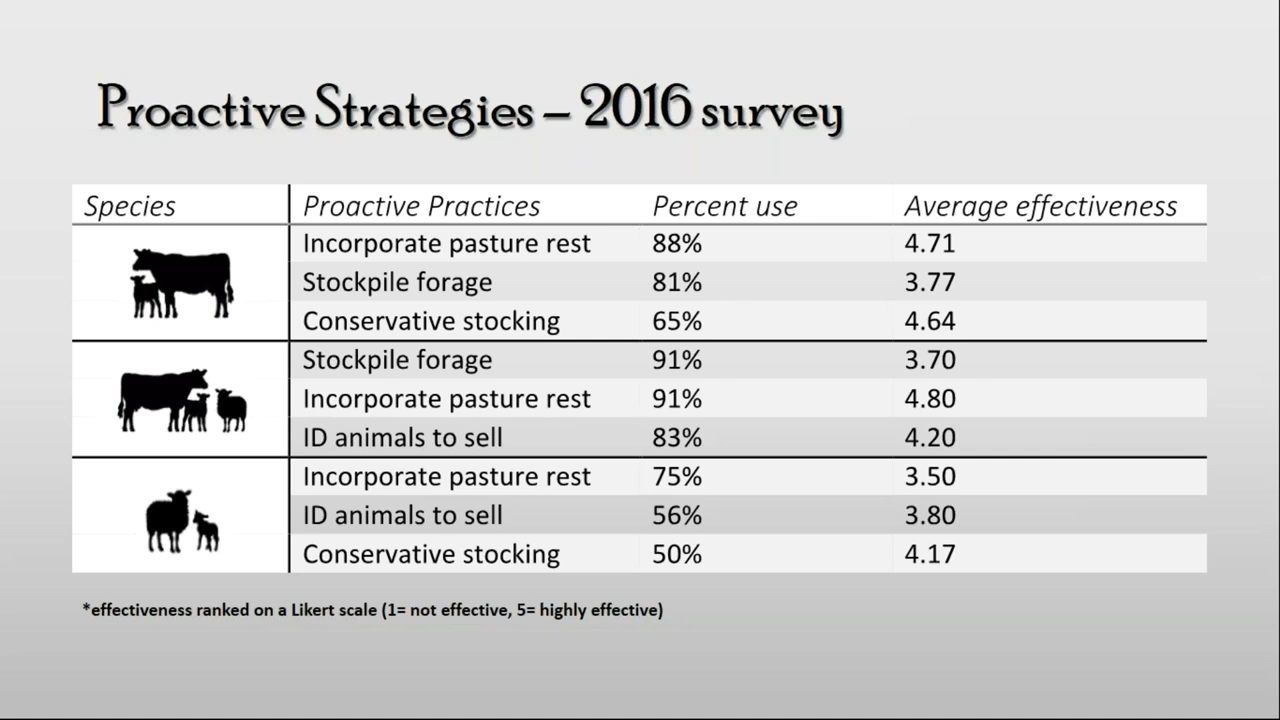 Proactive Strategies – 2016 survey
Species Proactive Practices Percent use Average effectiveness
Incorporate pasture rest 88% 4.71
Stockpile forage 81% 3.77
Conservative stocking 65% 4.64
Stockpile forage 91% 3.70
Incorporate pasture rest 91% 4.80
ID animals to sell 83% 4.20
Incorporate pasture rest 75% 3.50
ID animals to sell 56% 3.80
Conservative stocking 50% 4.17
*effectiveness ranked on a Likert scale (1= not effective, 5= highly effective)